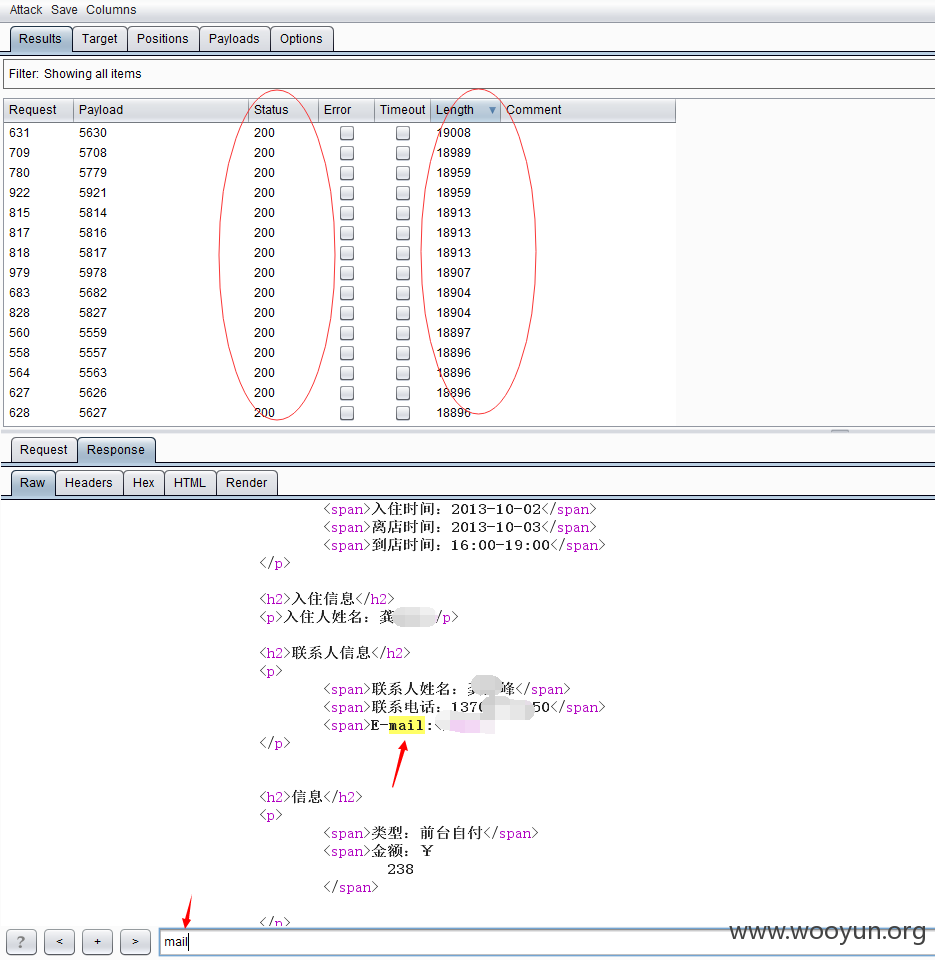 Attack Save Columns
Results Target Positions Payloads Options
Filter: Showing all items
Request Payload Status Error Timeout Length Comment
631 5630 200 19008
709 5708 200 18989
780 5779 200 18959
922 5921 200 18959
815 5814 200 18913
817 5816 200 18913
818 5817 200 18913
979 5978 200 18907
683 5682 200 18904
828 5827 200 18904
560 5559 200 18897
558 5557 200 18896
564 5563 200 18896
627 5626 200 18896
628 5627 200 18896
Request Response
Raw Headers Hex HTML Render
<span>入住时间：2013-10-02</span>
<span>离店时间：2013-10-03</span>
<span>到店时间：16:00-19:00</span>
</p>
<h2>入住信息</h2>
<p>入住人姓名：龚/p>
<h2>联系人信息</h2>
<p>
<span>联系人姓名：峰</span>
<span>联系电话：13750</span>
<span>E-mail:<
</p>
<h2>信息</h2>
<p>
<span>类型：前台自付</span>
<span>金额：￥
238
</span>
</p>
? < + > mail
www.wooyun.org